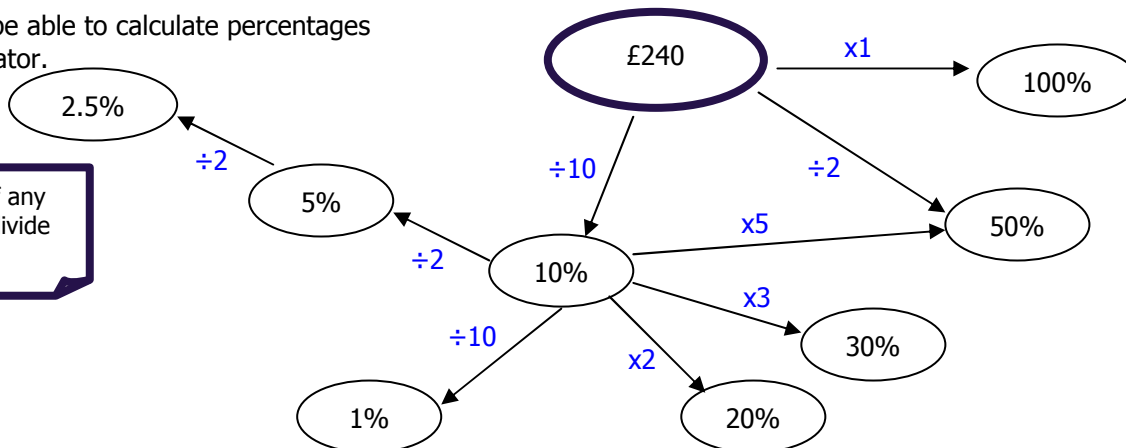 be able to calculate percentages
ator.
£240
x1
100%
2.5%
÷2
any
ivide
5%
÷10
÷2
50%
x5
÷2
10%
x3
÷10
30%
x2
1%
20%